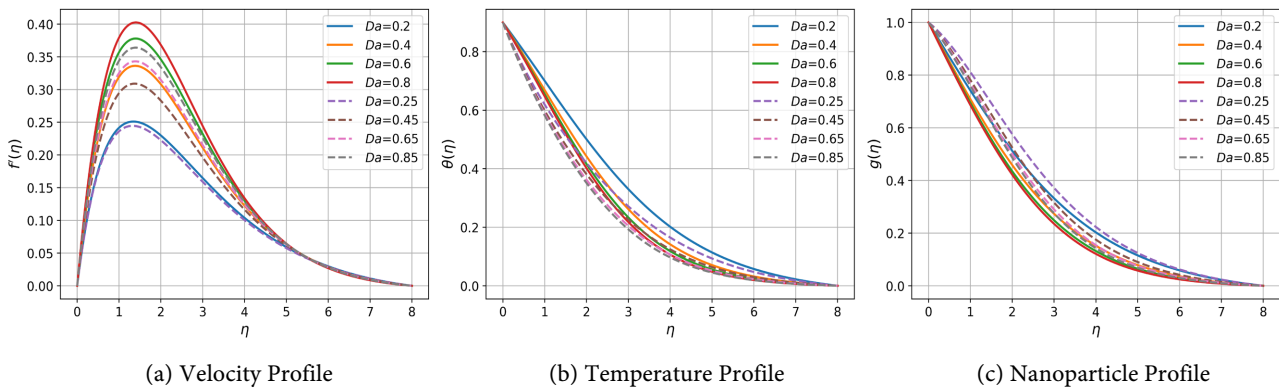 0.40
0.35
0.30
0.25
0.20
0.15
0.10
0.05
0.00
f′(η)
0 1 2 3 4 5 6 7 8
η
Da=0.2
Da=0.4
Da=0.6
Da=0.8
Da=0.25
Da=0.45
Da=0.65
Da=0.85
(a) Velocity Profile
0.8
0.6
0.4
0.2
0.0
θ(η)
0 1 2 3 4 5 6 7 8
η
Da=0.2
Da=0.4
Da=0.6
Da=0.8
Da=0.25
Da=0.45
Da=0.65
Da=0.85
(b) Temperature Profile
1.0
0.8
0.6
0.4
0.2
0.0
g(η)
0 1 2 3 4 5 6 7 8
η
Da=0.2
Da=0.4
Da=0.6
Da=0.8
Da=0.25
Da=0.45
Da=0.65
Da=0.85
(c) Nanoparticle Profile